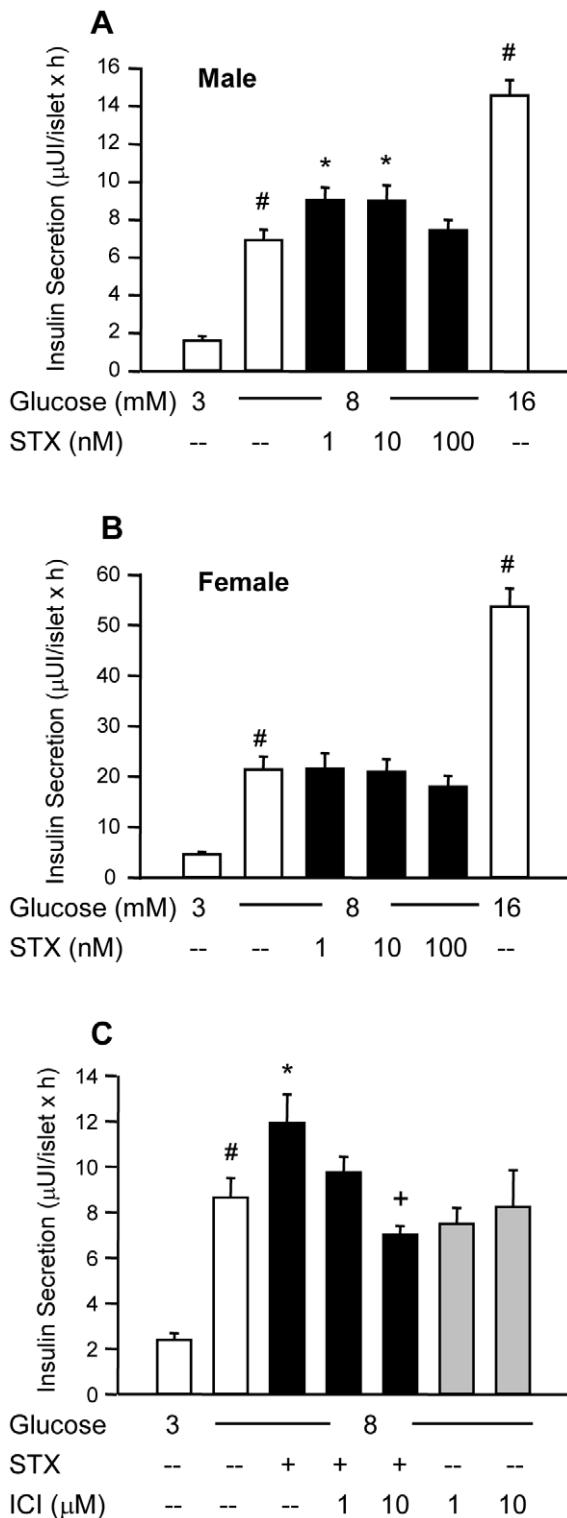 A
Male
Insulin Secretion (μUI/islet x h)
16
14
12
10
8
6
4
2
0
#
*
*
#
Glucose (mM) 3 8 16
STX (nM) -- -- 1 10 100 --
B
Female
Insulin Secretion (μUI/islet x h)
60
50
40
30
20
10
0
#
#
Glucose (mM) 3 8 16
STX (nM) -- -- 1 10 100 --
C
Insulin Secretion (μUI/islet x h)
14
12
10
8
6
4
2
0
#
*
+
Glucose 3 8
STX -- -- + + + -- --
ICI (μM) -- -- -- 1 10 1 10